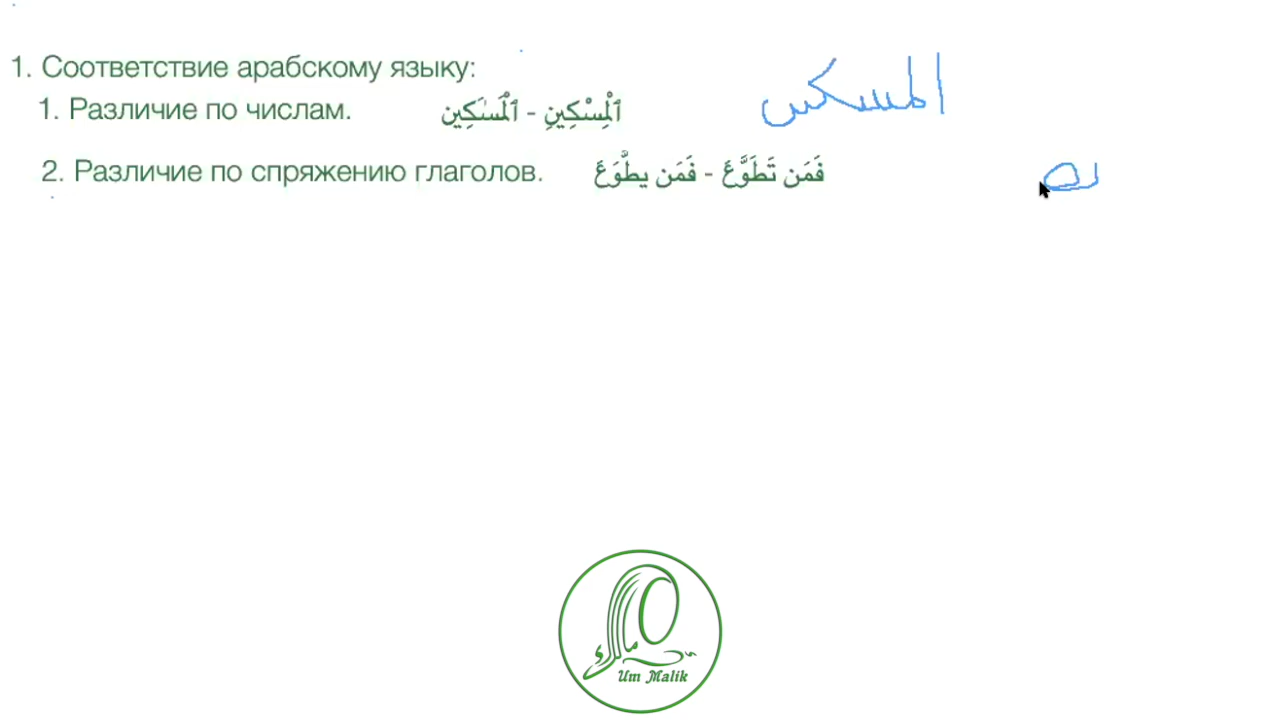 1. Соответствие арабскому языку:
1. Различие по числам. ٱلْمِسْكِينِ - ٱلْمَسَٰكِين
المسكس
2. Различие по спряжению глаголов. فَمَن تَطَوَّعَ - فَمَن يطَّوَعَ
Um Malik